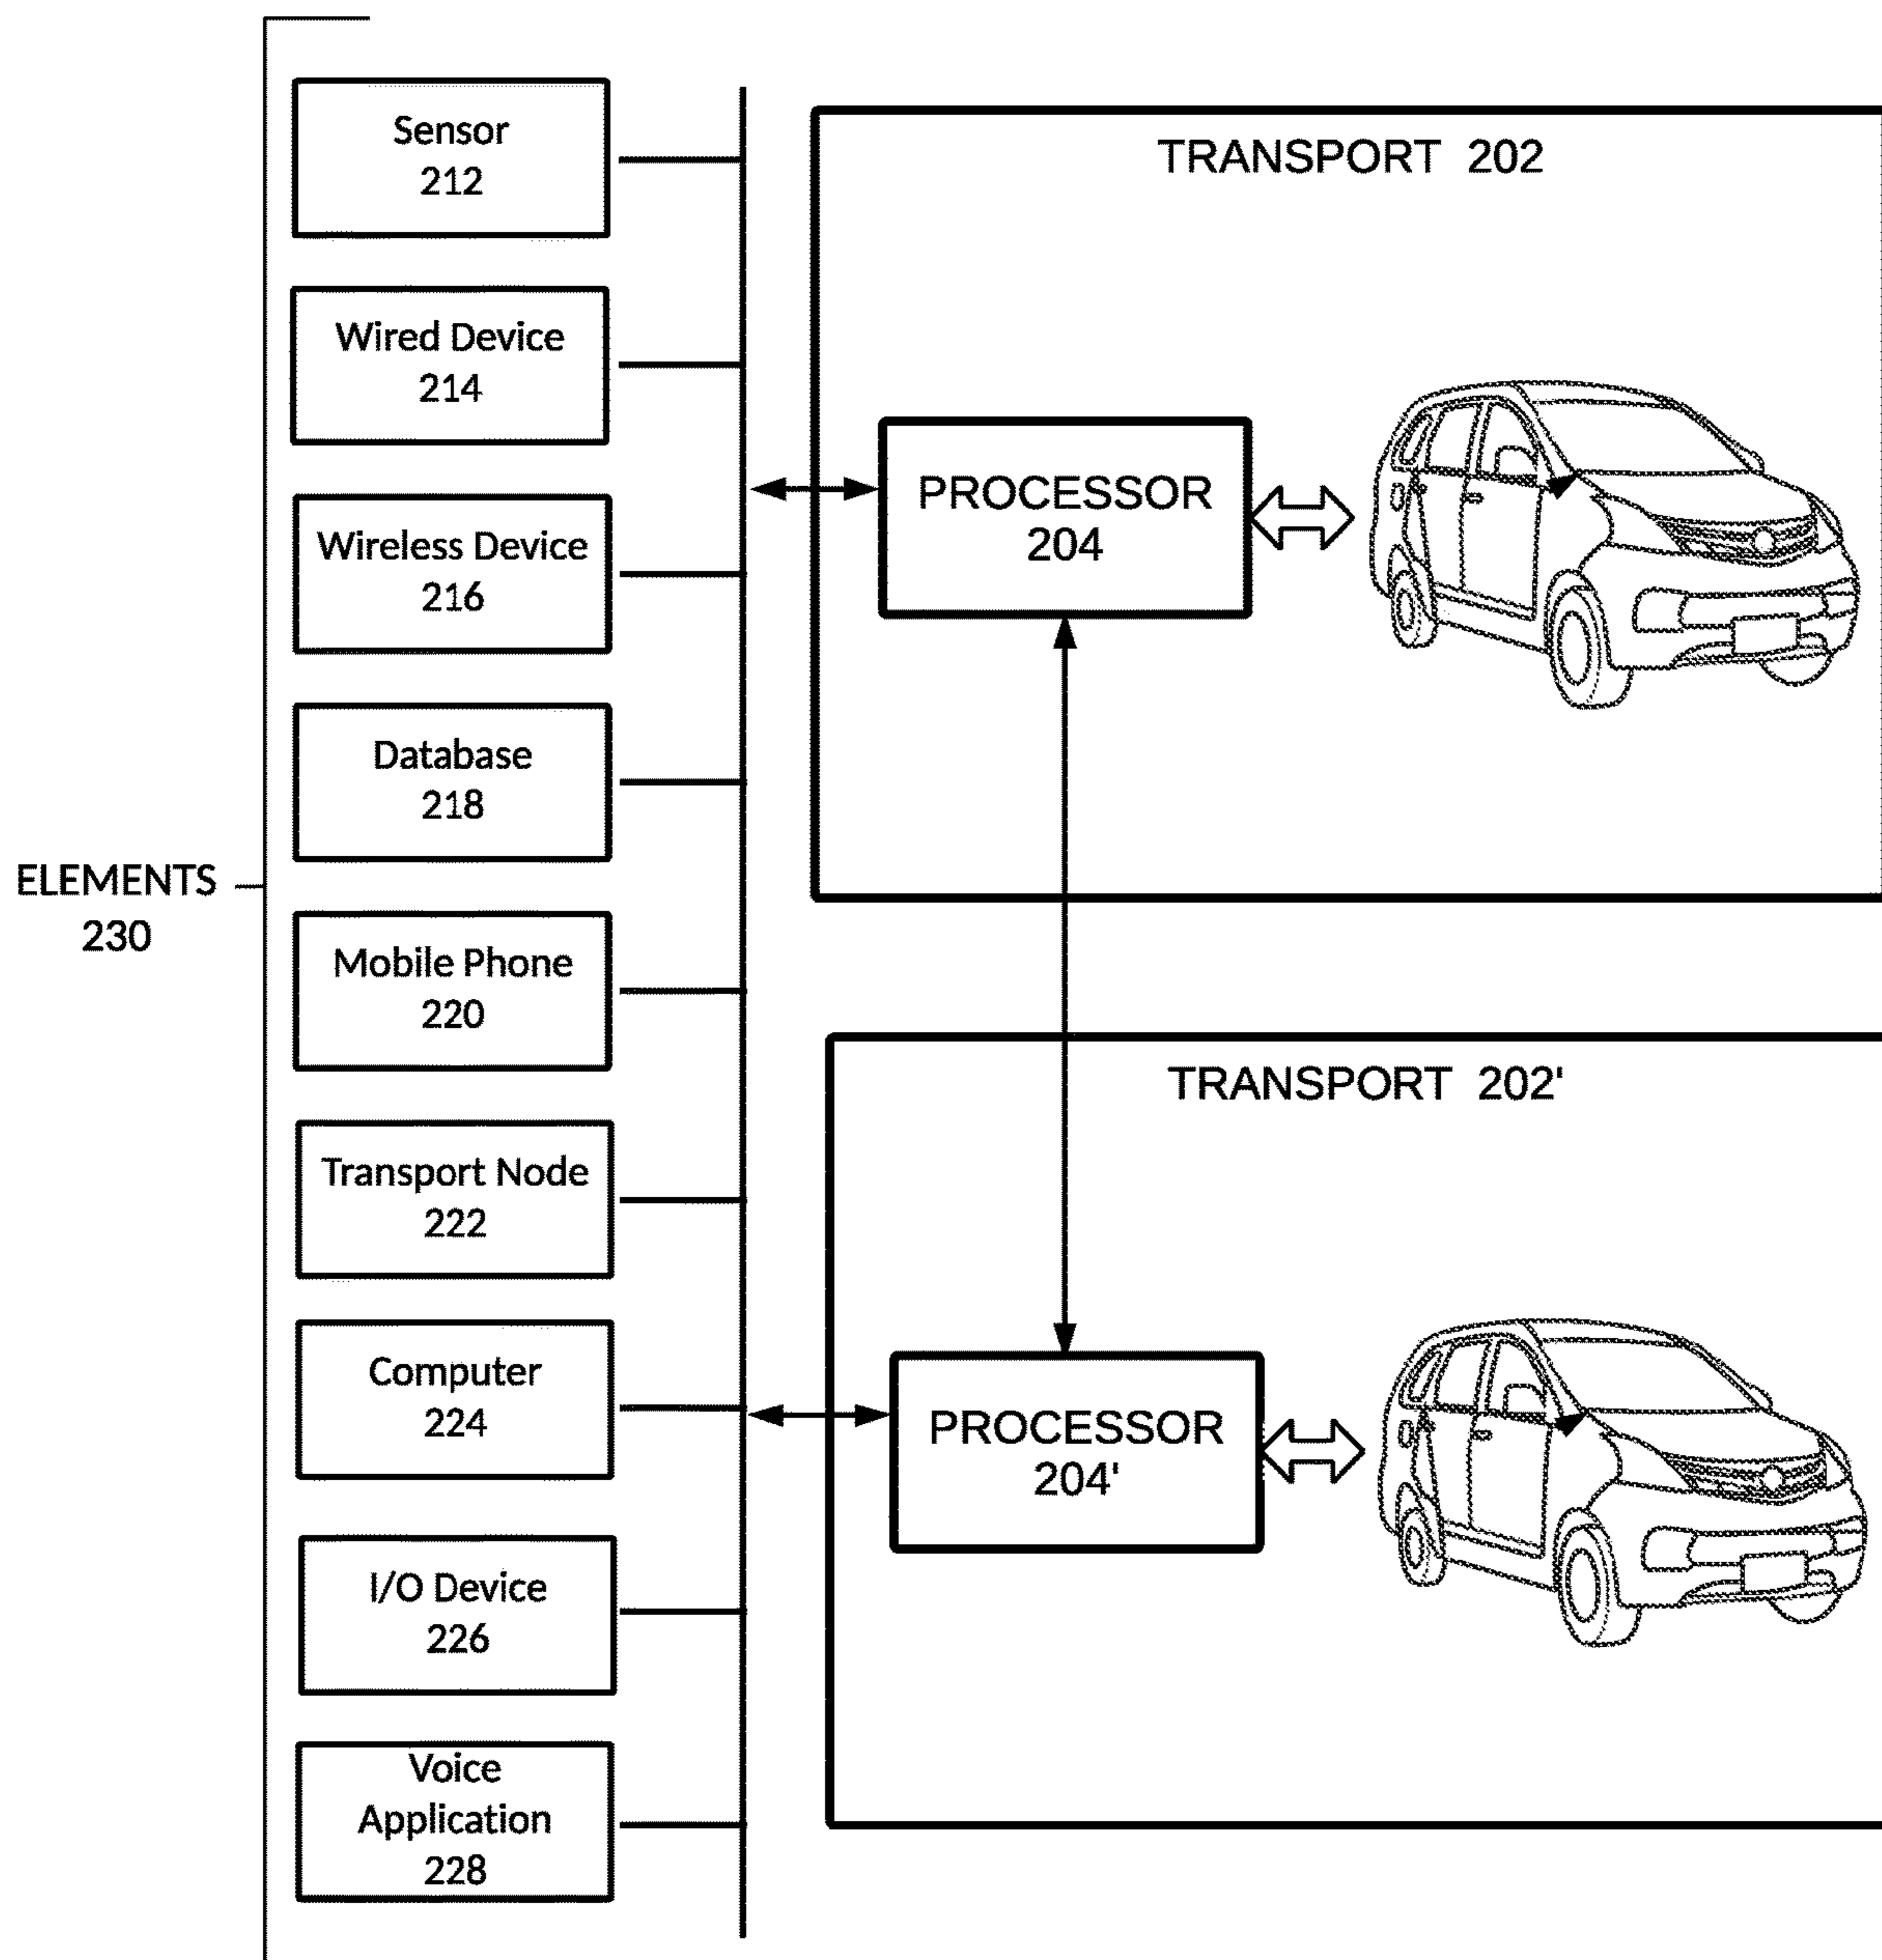 Sensor
212
Wired Device
214
Wireless Device
216
Database
218
ELEMENTS
230
Mobile Phone
220
Transport Node
222
Computer
224
I/O Device
226
Voice
Application
228
TRANSPORT 202
PROCESSOR
204
TRANSPORT 202'
PROCESSOR
204'